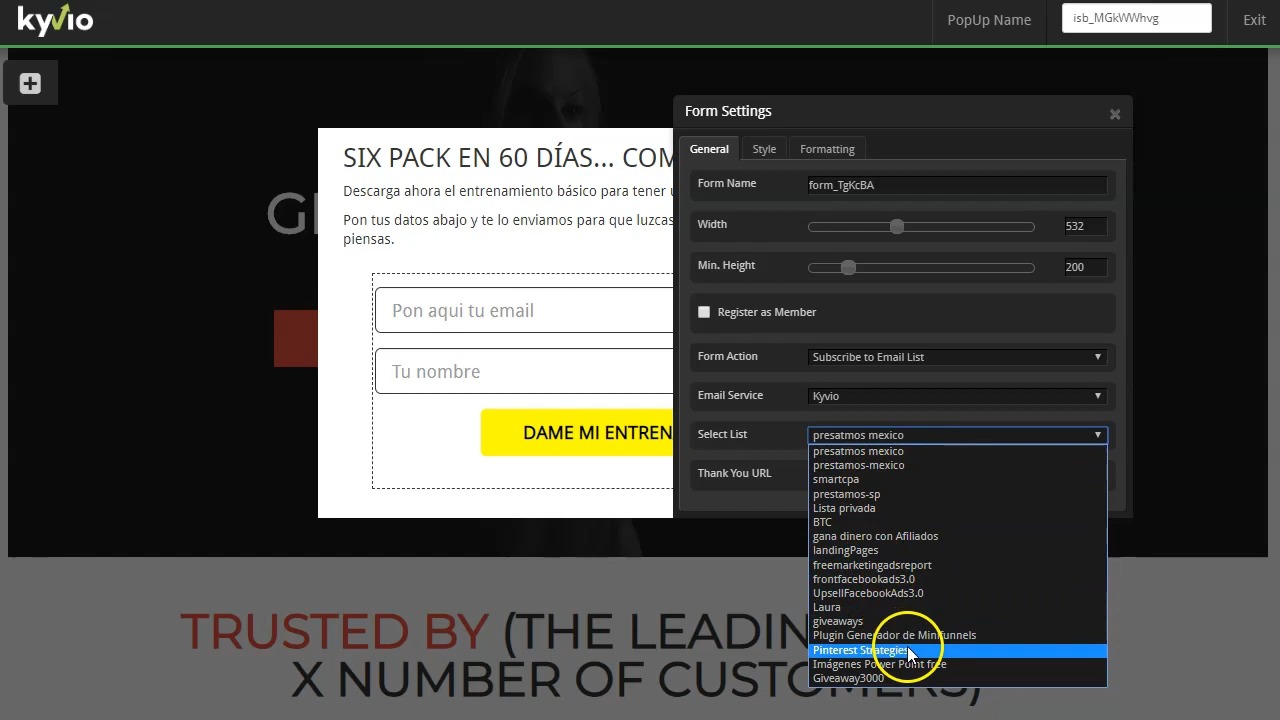 kyvio
PopUp Name
isb_MGkWWhvg
Exit
Form Settings
General
Style
Formatting
SIX PACK EN 60 DÍAS... COM
Descarga ahora el entrenamiento básico para tener u
Pon tus datos abajo y te lo enviamos para que luzcas
piensas.
Pon aqui tu email
Tu nombre
DAME MI ENTREN
Form Name
form_TgKcBA
Width
532
Min. Height
200
Register as Member
Form Action
Subscribe to Email List
Email Service
Kyvio
Select List
presatmos mexico
Thank You URL
presatmos mexico
prestamos-mexico
smartcpa
prestamos-sp
Lista privada
BTC
gana dinero con Afiliados
landingPages
freemarketingadsreport
frontfacebookads3.0
UpsellFacebookAds3.0
Laura
giveaways
Plugin Generador de Minifunnels
Pinterest Strategies
Imágenes Power Point free
Giveaway3000
TRUSTED BY (THE LEADIN
X NUMBER OF CUSTOMERS)